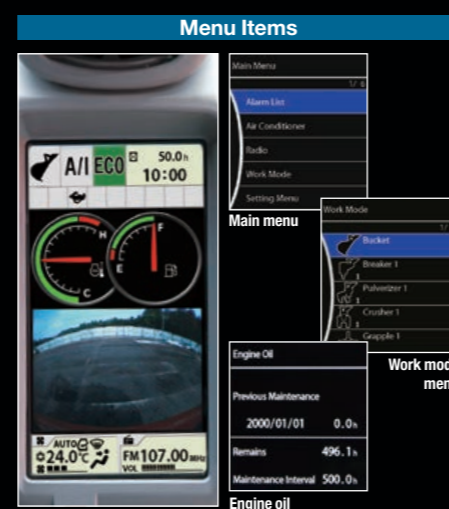 Menu Items
A/I ECO 50.0h
10:00
H
C
F
E
AUTO
24.0°C
FM107.00MHz
VOL
Main Menu
1/
Alarm List
Air Conditioner
Radio
Work Mode
Setting Menu
Main menu
Work Mode
1/
Bucket
Breaker 1
1
Pulverizer 1
1
Crusher 1
1
Grapple 1
Work mod
men
Engine Oil
Previous Maintenance
2000/01/01 0.0h
Remains 496.1h
Maintenance Interval 500.0h
Engine oil